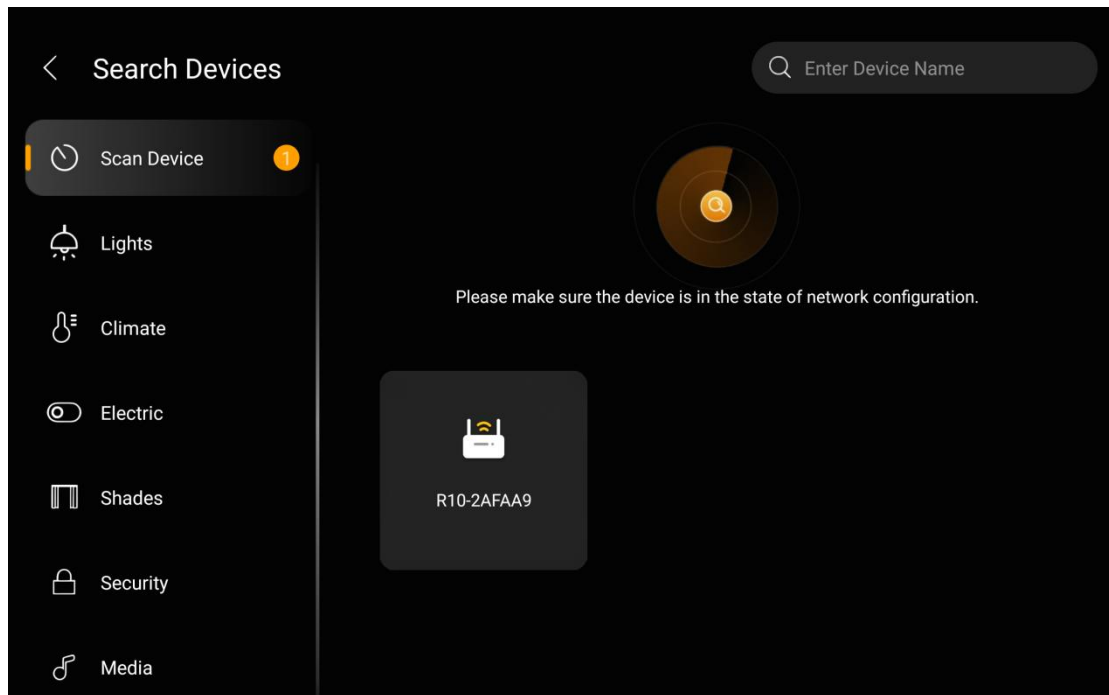 Search Devices
Enter Device Name
Scan Device 1
Lights
Climate
Electric
Shades
Security
Media
Please make sure the device is in the state of network configuration.
R10-2AFAA9